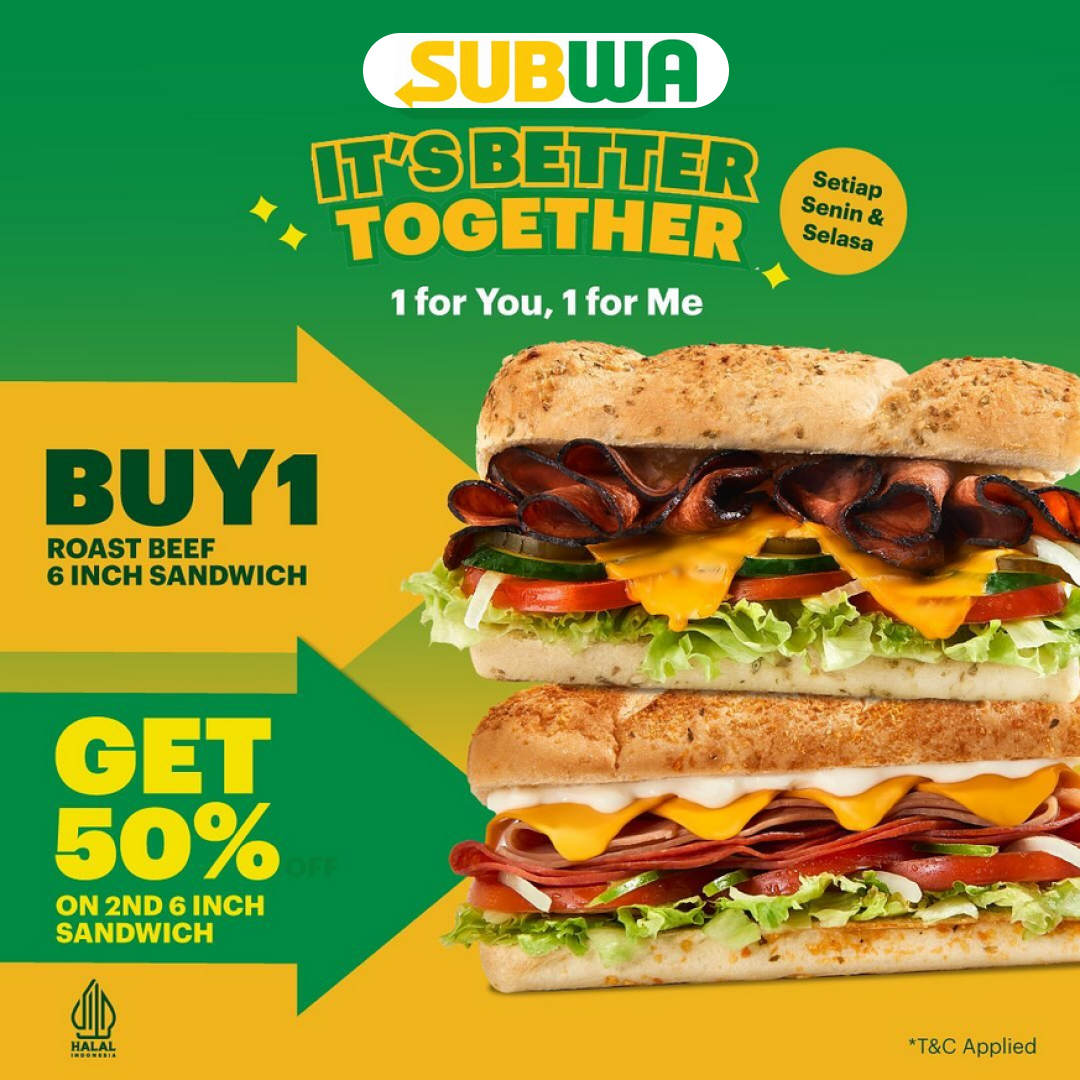 SUBWA
IT'S BETTER
TOGETHER
Setiap
Senin &
Selasa
1 for You, 1 for Me
BUY1
ROAST BEEF
6 INCH SANDWICH
GET
50%
OFF
ON 2ND 6 INCH
SANDWICH
HALAL
INDONESIA
*T&C Applied